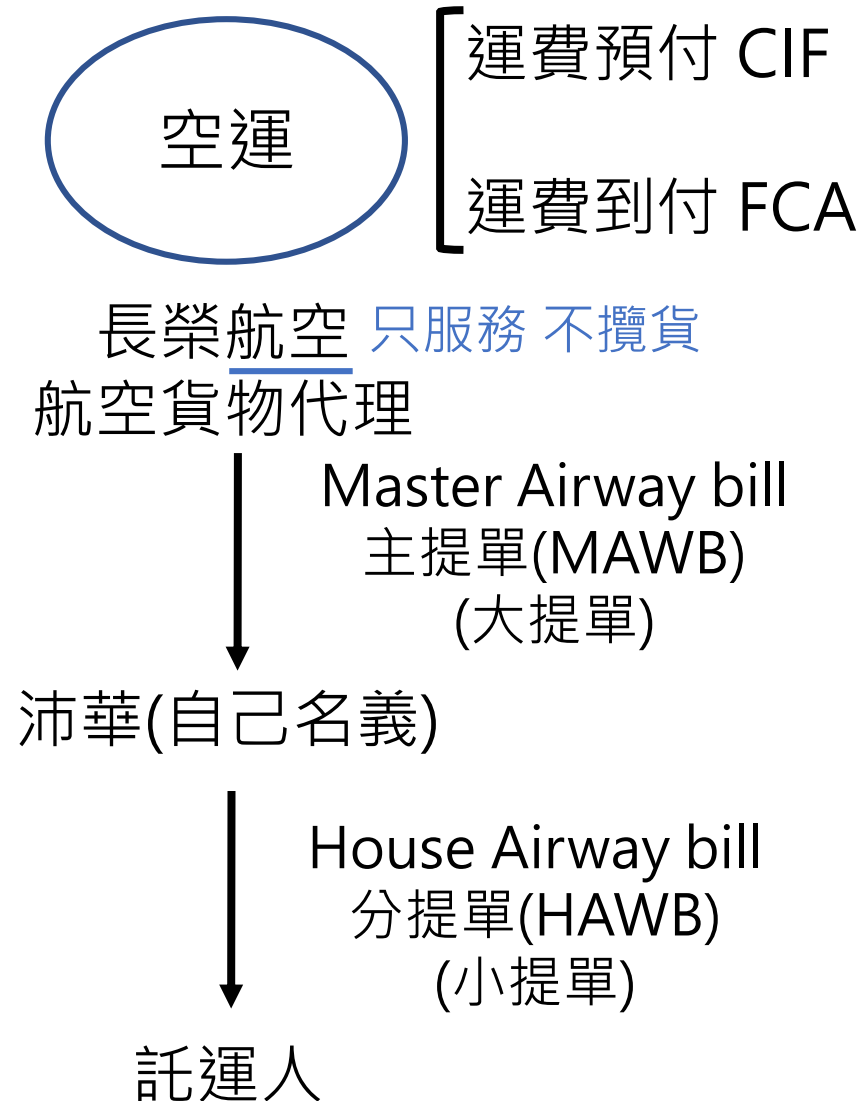 空運
運費預付 CIF
運費到付 FCA
長榮航空 只服務 不攬貨
航空貨物代理
Master Airway bill
主提單(MAWB)
(大提單)
沛華(自己名義)
House Airway bill
分提單(HAWB)
(小提單)
託運人